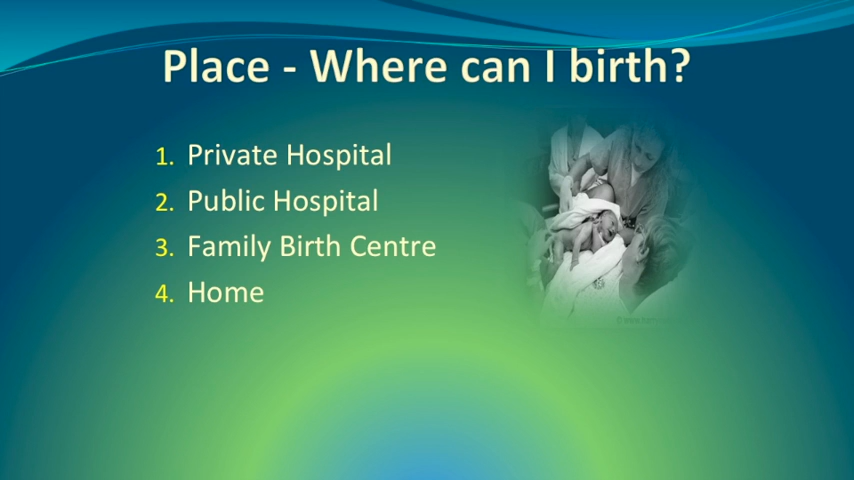 Place - Where can I birth?
1. Private Hospital
2. Public Hospital
3. Family Birth Centre
4. Home